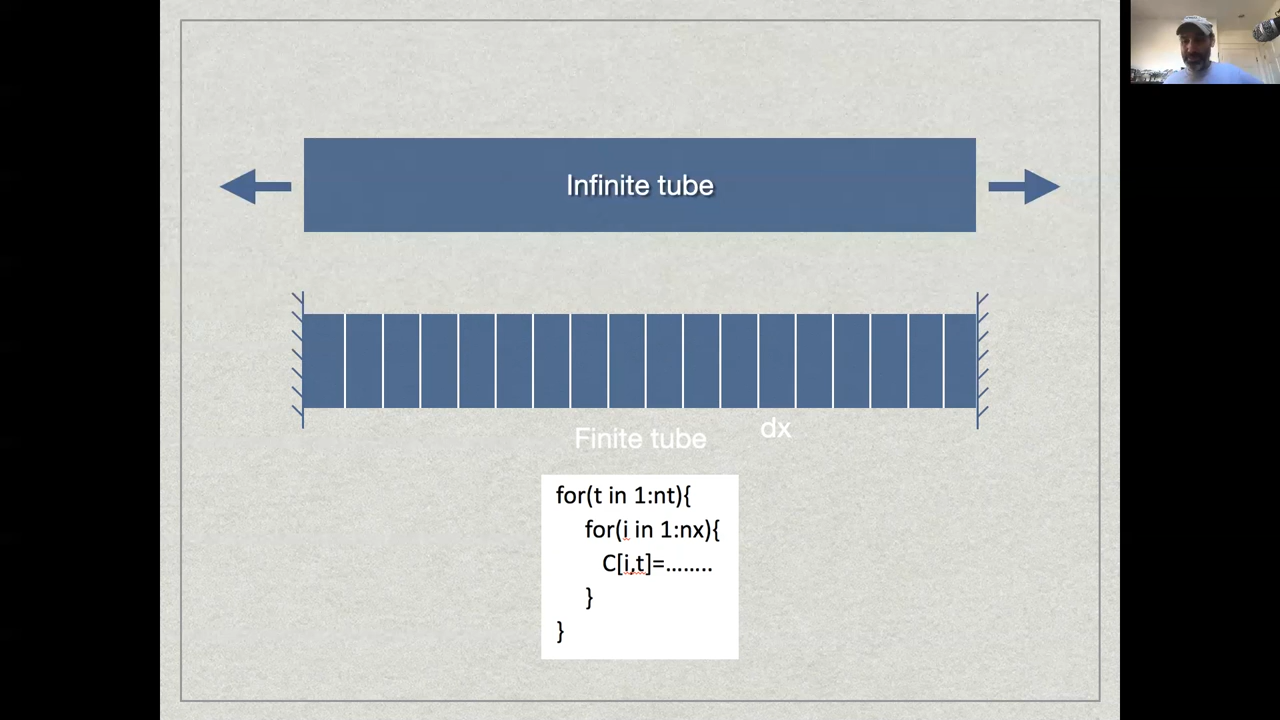 Infinite tube
dx
Finite tube
for(t in 1:nt){
for(i in 1:nx){
C[i,t]=........
}
}